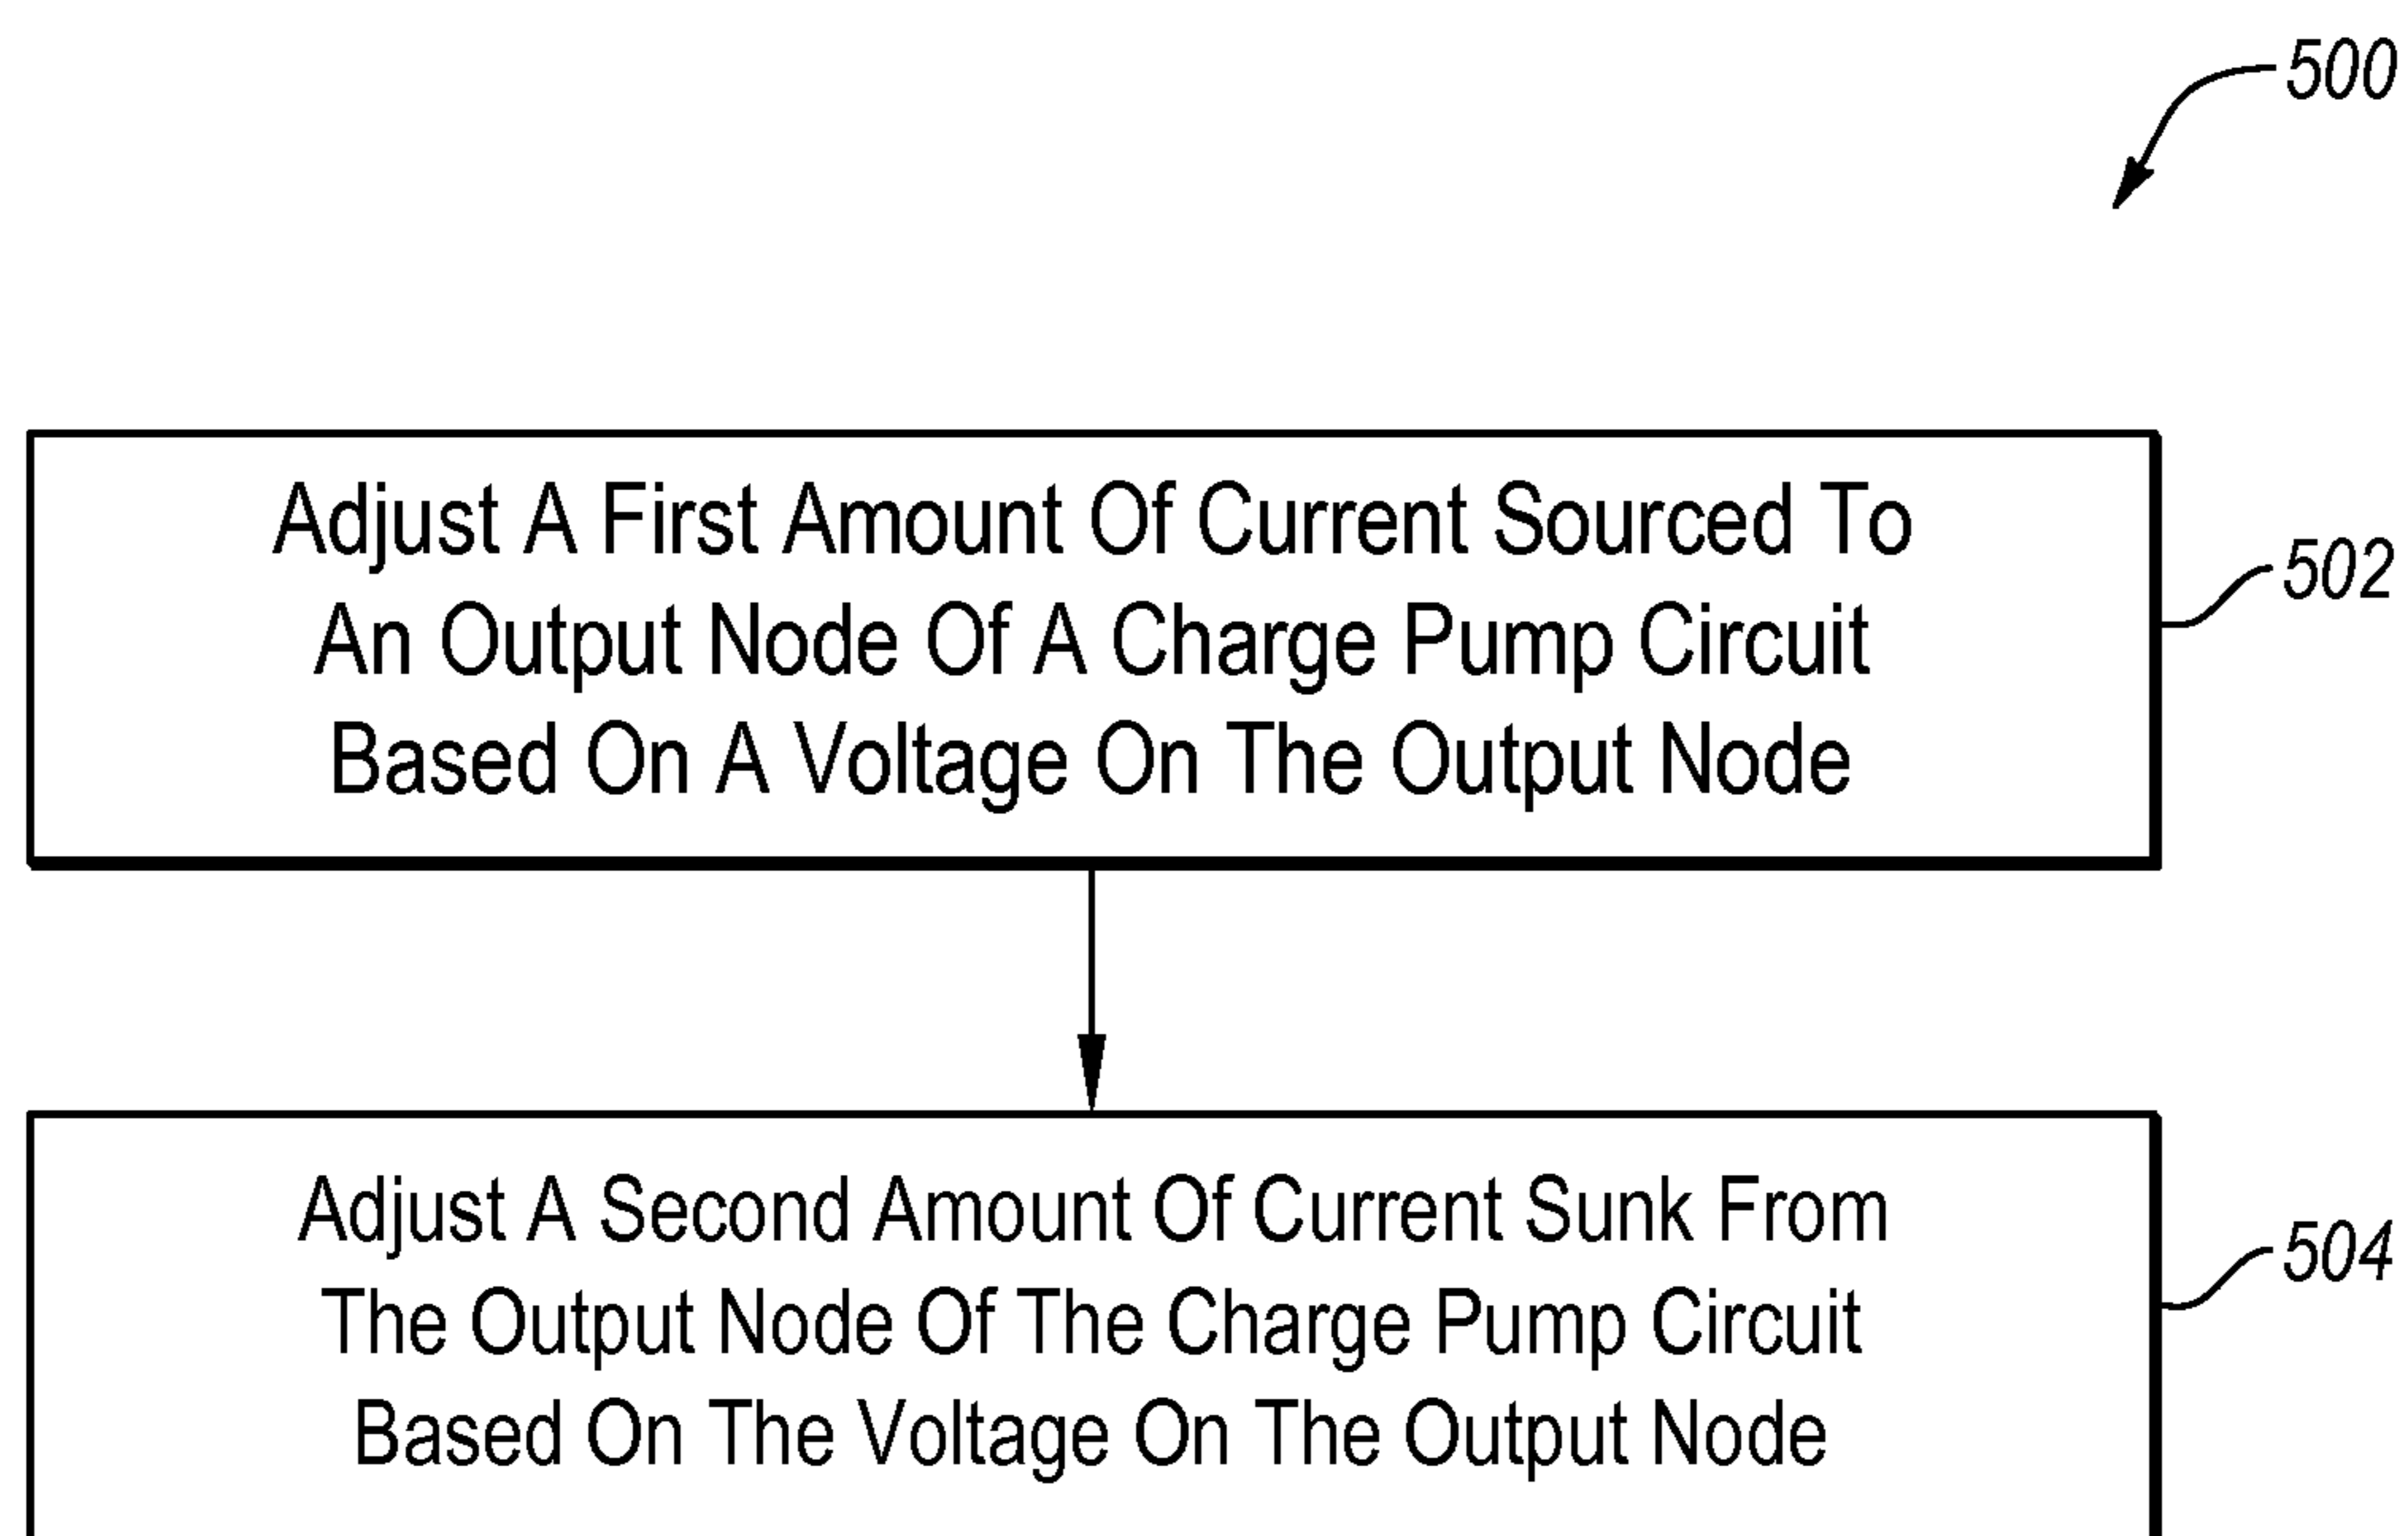 500
Adjust A First Amount Of Current Sourced To
An Output Node Of A Charge Pump Circuit
Based On A Voltage On The Output Node
502
Adjust A Second Amount Of Current Sunk From
The Output Node Of The Charge Pump Circuit
Based On The Voltage On The Output Node
504